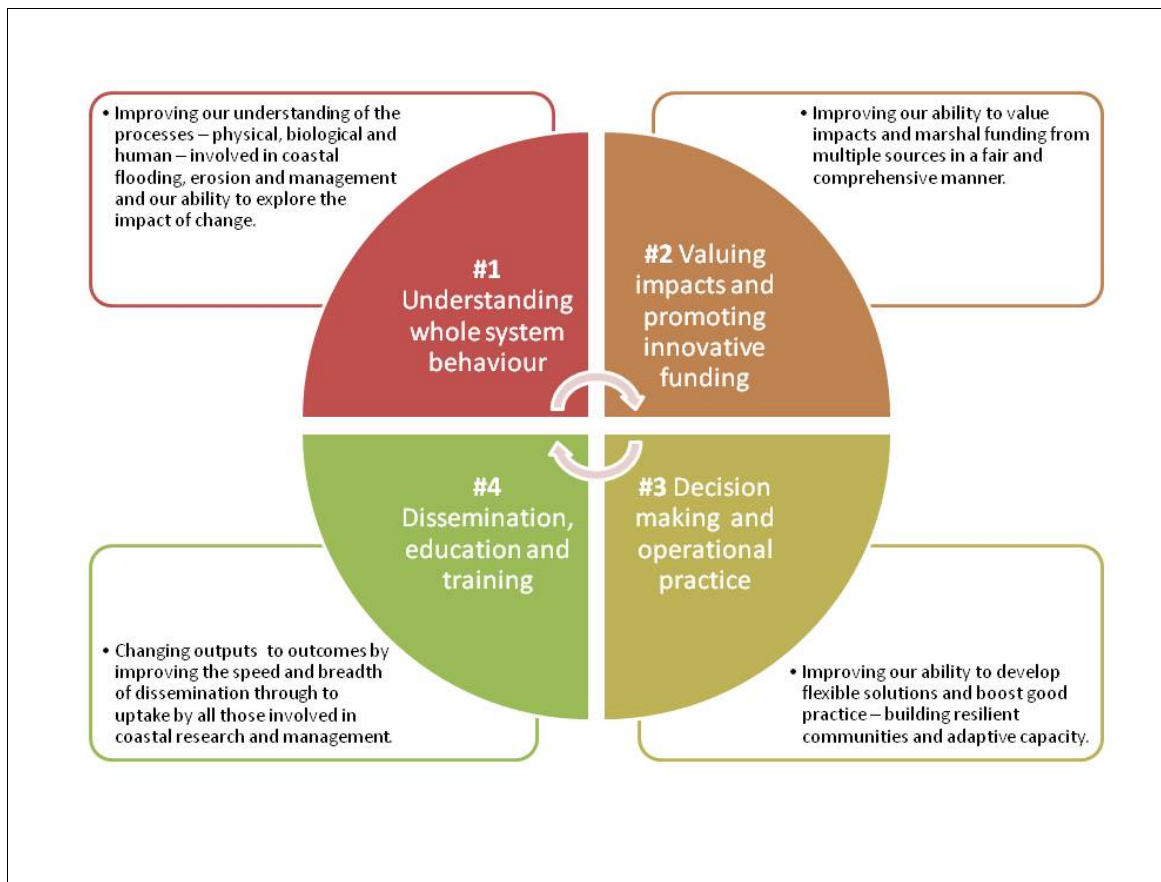 • Improving our understanding of the
processes – physical, biological and
human – involved in coastal
flooding, erosion and management
and our ability to explore the
impact of change.
• Improving our ability to value
impacts and marshal funding from
multiple sources in a fair and
comprehensive manner.
#1
Understanding
whole system
behaviour
#2 Valuing
impacts and
promoting
innovative
funding
#4
Dissemination,
education and
training
#3 Decision
making and
operational
practice
• Changing outputs to outcomes by
improving the speed and breadth
of dissemination through to
uptake by all those involved in
coastal research and management.
• Improving our ability to develop
flexible solutions and boost good
practice – building resilient
communities and adaptive capacity.